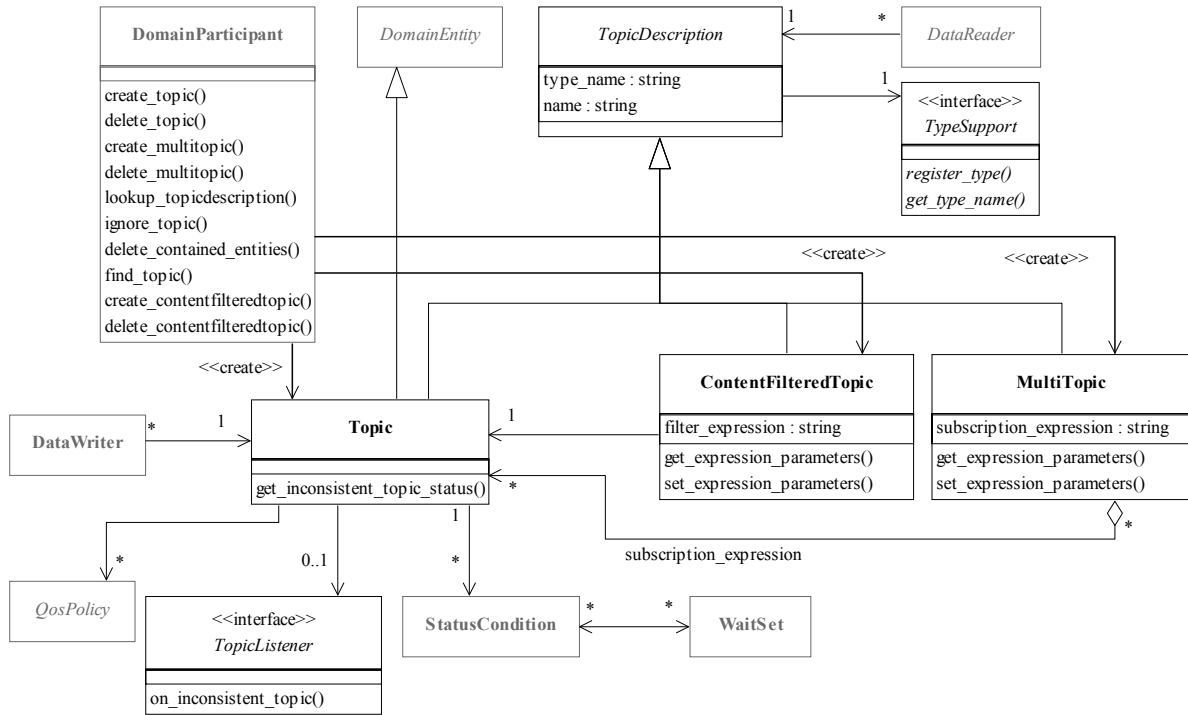 DomainParticipant
create_topic()
delete_topic()
create_multitopic()
delete_multitopic()
lookup_topicdescription()
ignore_topic()
delete_contained_entities()
find_topic()
create_contentfilteredtopic()
delete_contentfilteredtopic()
DomainEntity
TopicDescription
type_name : string
name : string
1
*
DataReader
1
<<interface>>
TypeSupport
register_type()
get_type_name()
<<create>>
<<create>>
<<create>>
ContentFilteredTopic
filter_expression : string
get_expression_parameters()
set_expression_parameters()
MultiTopic
subscription_expression : string
get_expression_parameters()
set_expression_parameters()
DataWriter
*
1
Topic
get_inconsistent_topic_status()
1
*
*
subscription_expression
*
QosPolicy
0..1
<<interface>>
TopicListener
on_inconsistent_topic()
1
*
StatusCondition
*
*
WaitSet